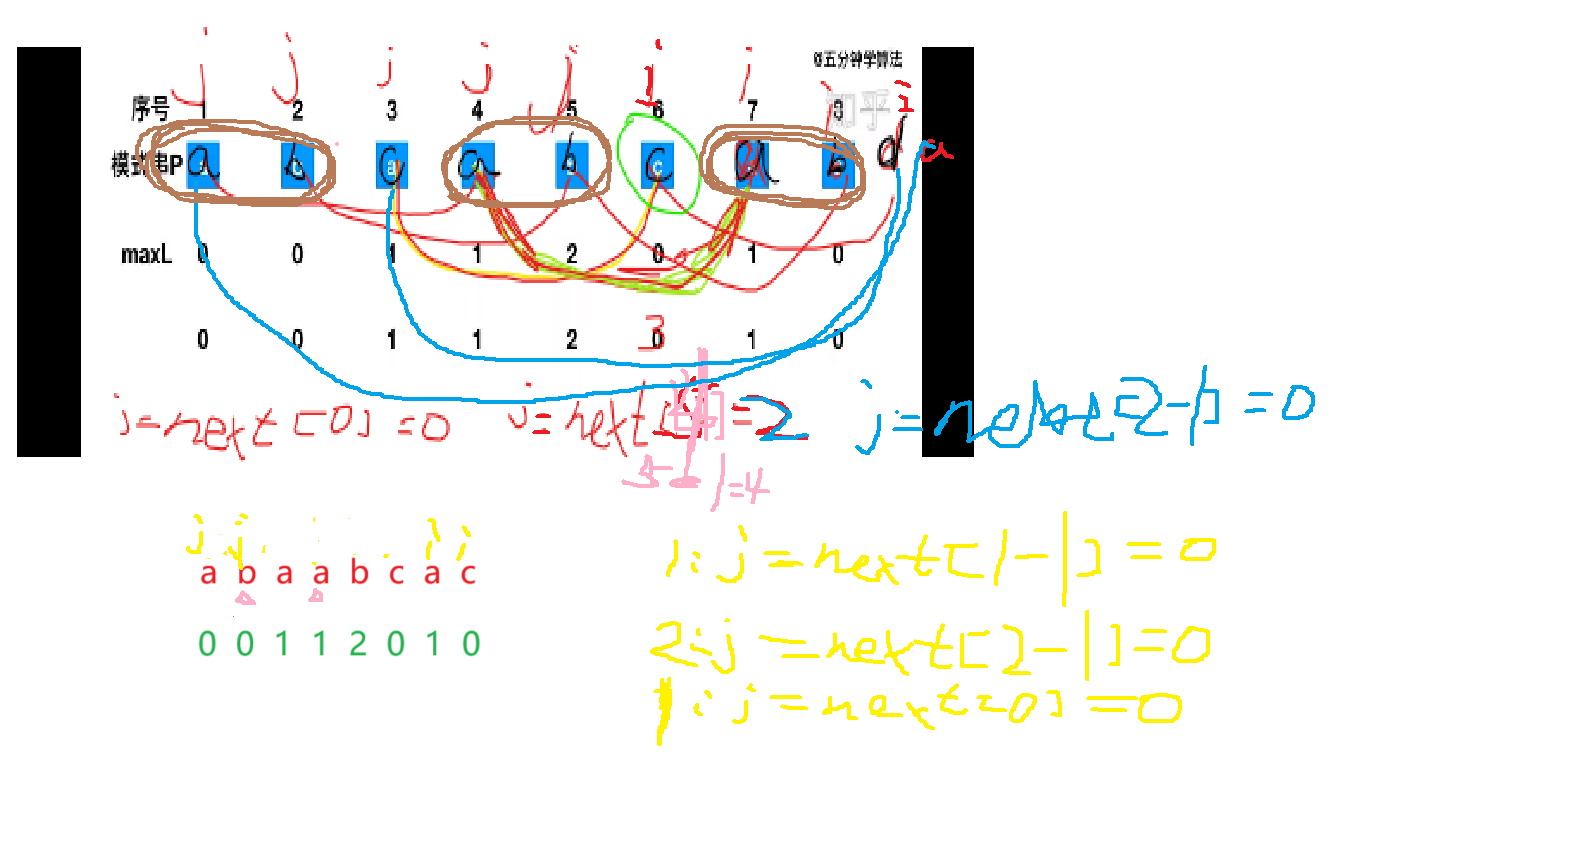 j j j j j i j @五分钟学算法
序号 1 2 3 4 5 6 7 8 知乎 i
模式串P a b c a b c a b d a
maxL 0 0 1 1 2 0 1 0
0 0 1 1 2 3 1 0
j=next[0]=0 j=next[ ]=2 j=next[2-1]=0
5 1=4
j j j i
a b a a b c a c
0 0 1 1 2 0 1 0
1: j=next[1-1]=0
2: j=next[2-1]=0
1: j=next[0]=0